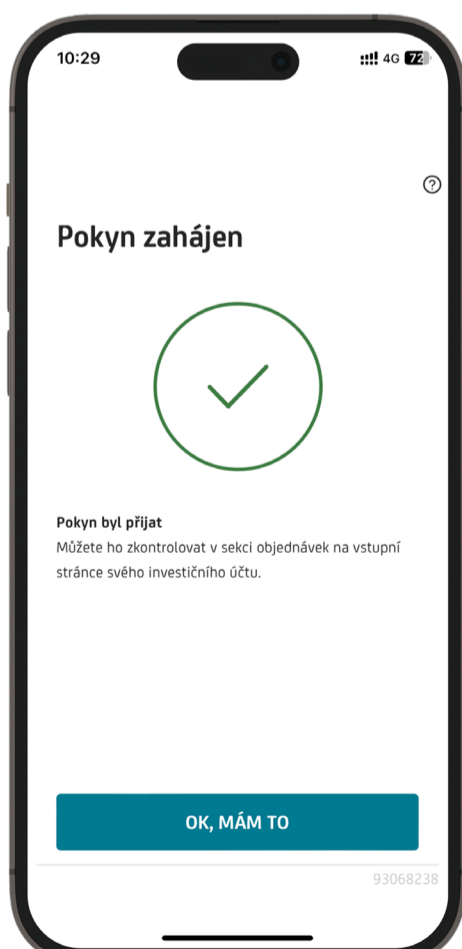 10:29
4G 72
Pokyn zahájen
Pokyn byl přijat
Můžete ho zkontrolovat v sekci objednávek na vstupní
stránce svého investičního účtu.
OK, MÁM TO
93068238